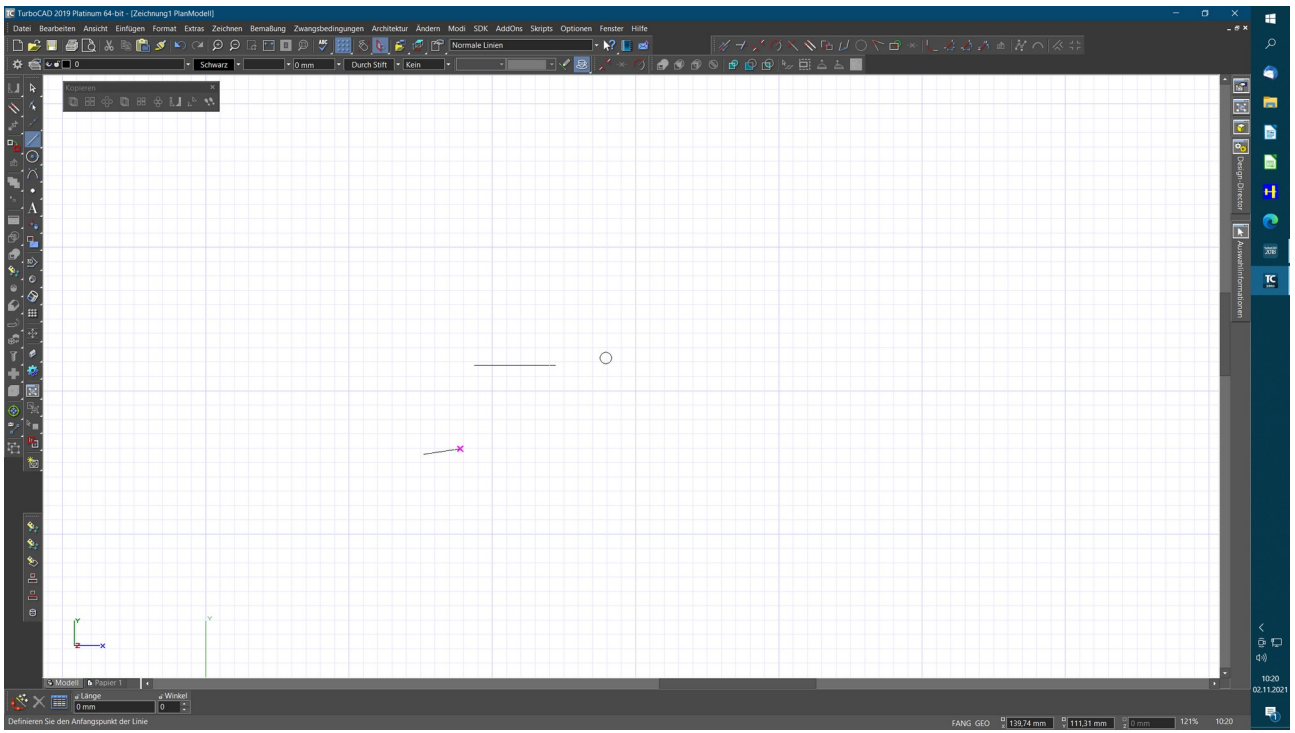 TurboCAD 2019 Platinum 64-bit - [Zeichnung1 PlanModell]
Datei Bearbeiten Ansicht Einfügen Format Extras Zeichnen Bemaßung Zwangsbedingungen Architektur Ändern Modi SDK AddOns Skripts Optionen Fenster Hilfe
ABC Normale Linien
0 Schwarz 0 mm Durch Stift Kein
Kopieren
A
3D
Design-Director
Auswahlinformationen
TC
Y
Z X
Y
Modell Papier 1
Länge Winkel
0 mm 0
Definieren Sie den Anfangspunkt der Linie
FANG GEO X 139,74 mm Y 111,31 mm Z 0 mm 121% 10:20
10:20
02.11.2021